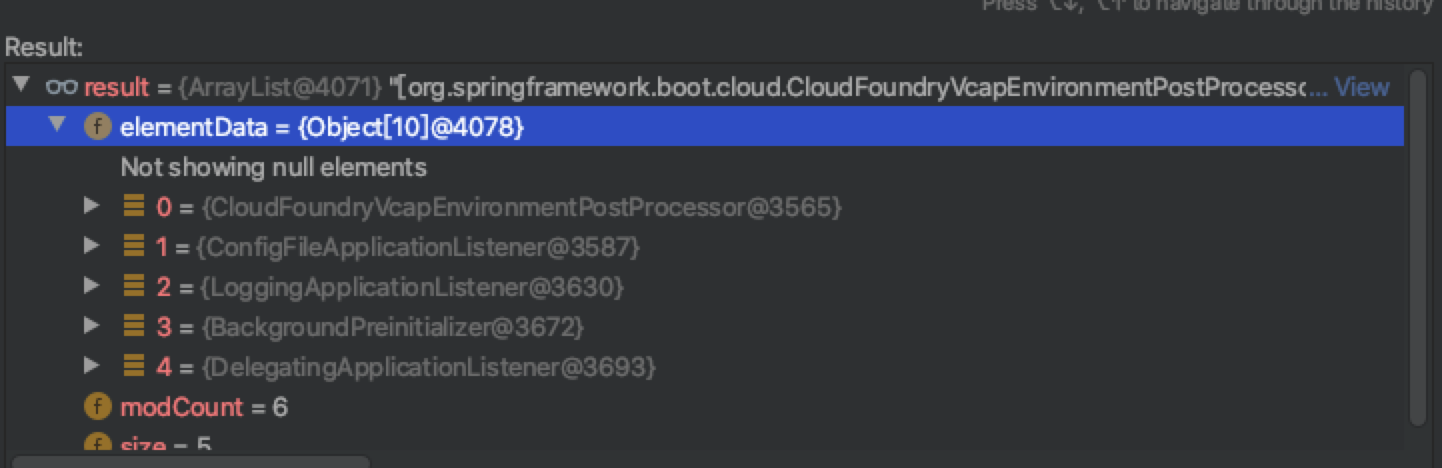 Press ⌥↓, ⌥↑ to navigate through the history
Result:
result = {ArrayList@4071} "[org.springframework.boot.cloud.CloudFoundryVcapEnvironmentPostProcessc... View
f elementData = {Object[10]@4078}
Not showing null elements
0 = {CloudFoundryVcapEnvironmentPostProcessor@3565}
1 = {ConfigFileApplicationListener@3587}
2 = {LoggingApplicationListener@3630}
3 = {BackgroundPreinitializer@3672}
4 = {DelegatingApplicationListener@3693}
f modCount = 6
f size = 5